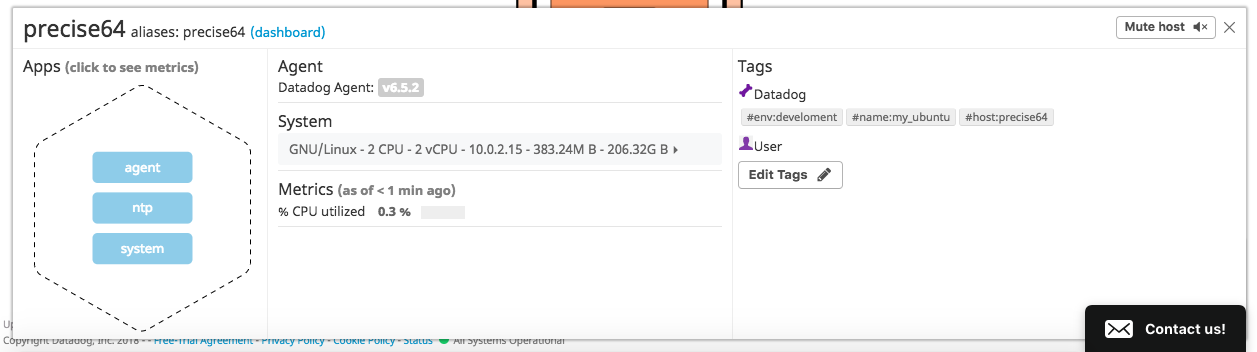 precise64 aliases: precise64 (dashboard)
Mute host
Apps (click to see metrics)
agent
ntp
system
Agent
Datadog Agent: v6.5.2
System
GNU/Linux - 2 CPU - 2 vCPU - 10.0.2.15 - 383.24M B - 206.32G B
Metrics (as of < 1 min ago)
% CPU utilized 0.3 %
Tags
Datadog
#env:develoment #name:my_ubuntu #host:precise64
User
Edit Tags
Contact us!
Copyright Datadog, Inc. 2018 - - Free-Trial Agreement - Privacy Policy - Cookie Policy - Status All Systems Operational